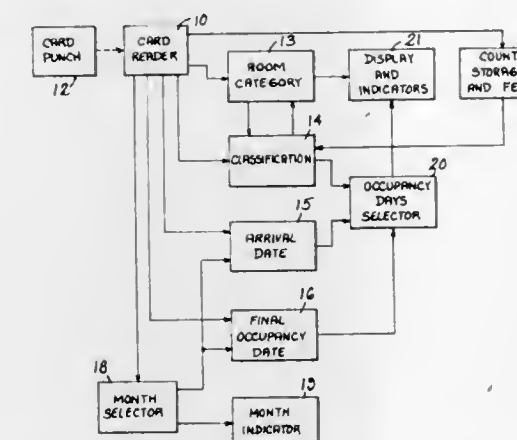 10
CARD
PUNCH
12
CARD
READER
13
ROOM
CATEGORY
21
DISPLAY
AND
INDICATORS
COUNT
STORAG
AND FE
14
CLASSIFICATION
20
OCCUPANCY
DAYS
SELECTOR
15
ARRIVAL
DATE
16
FINAL
OCCUPANCY
DATE
18
MONTH
SELECTOR
19
MONTH
INDICATOR